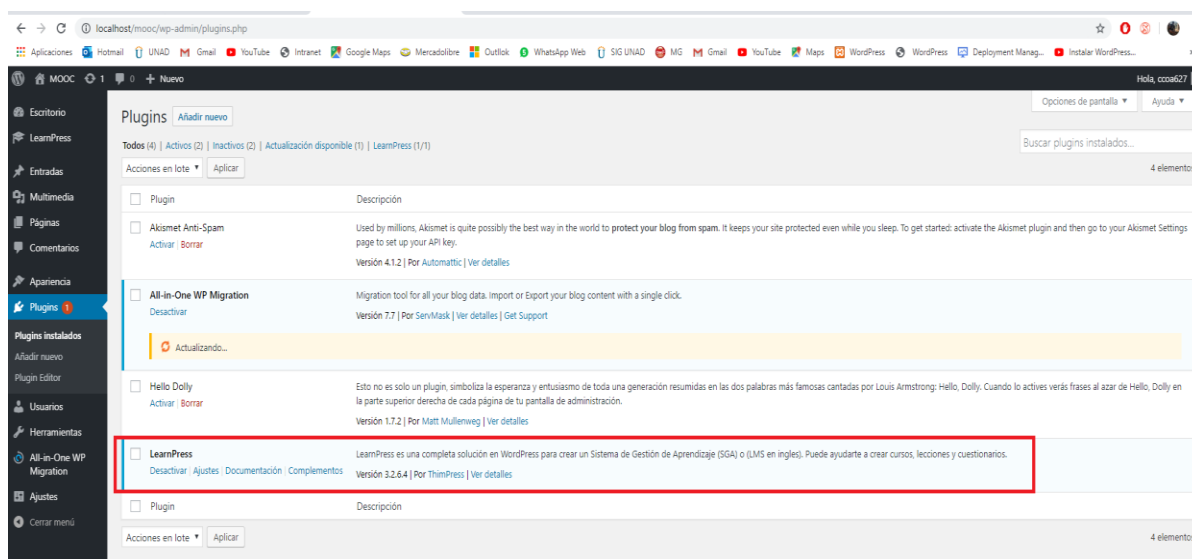 localhost/mooc/wp-admin/plugins.php
Aplicaciones Hotmail UNAD Gmail YouTube Intranet Google Maps Mercadolibre Outllok WhatsApp Web SIG UNAD MG Gmail YouTube Maps WordPress WordPress Deployment Manag... Instalar WordPress...
MOOC 1 0 + Nuevo Hola, ccoa627
Escritorio
LearnPress
Entradas
Multimedia
Páginas
Comentarios
Apariencia
Plugins 1
Plugins instalados
Añadir nuevo
Plugin Editor
Usuarios
Herramientas
All-in-One WP
Migration
Ajustes
Cerrar menú
Opciones de pantalla ▼ Ayuda ▼
Plugins Añadir nuevo
Todos (4) | Activos (2) | Inactivos (2) | Actualización disponible (1) | LearnPress (1/1)
Buscar plugins instalados...
Acciones en lote ▼ Aplicar 4 elementos
Plugin Descripción
Akismet Anti-Spam
Activar | Borrar
Used by millions, Akismet is quite possibly the best way in the world to protect your blog from spam. It keeps your site protected even while you sleep. To get started: activate the Akismet plugin and then go to your Akismet Settings
page to set up your API key.
Versión 4.1.2 | Por Automattic | Ver detalles
All-in-One WP Migration
Desactivar
Migration tool for all your blog data. Import or Export your blog content with a single click.
Versión 7.7 | Por ServMask | Ver detalles | Get Support
Actualizando...
Hello Dolly
Activar | Borrar
Esto no es solo un plugin, simboliza la esperanza y entusiasmo de toda una generación resumidas en las dos palabras más famosas cantadas por Louis Armstrong: Hello, Dolly. Cuando lo actives verás frases al azar de Hello, Dolly en
la parte superior derecha de cada página de tu pantalla de administración.
Versión 1.7.2 | Por Matt Mullenweg | Ver detalles
LearnPress
Desactivar | Ajustes | Documentación | Complementos
LearnPress es una completa solución en WordPress para crear un Sistema de Gestión de Aprendizaje (SGA) o (LMS en ingles). Puede ayudarte a crear cursos, lecciones y cuestionarios.
Versión 3.2.6.4 | Por ThimPress | Ver detalles
Plugin Descripción
Acciones en lote ▼ Aplicar 4 elementos